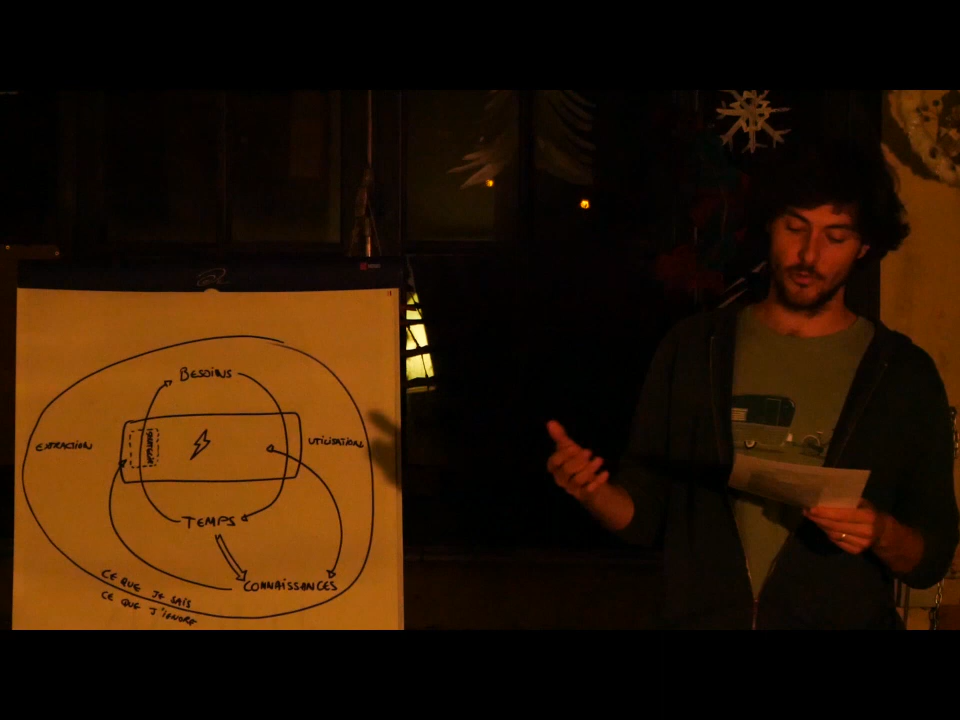 BESOINS
EXTRACTION
UTILISATION
TEMPS
CONNAISSANCES
CE QUE JE SAIS
CE QUE J'IGNORE